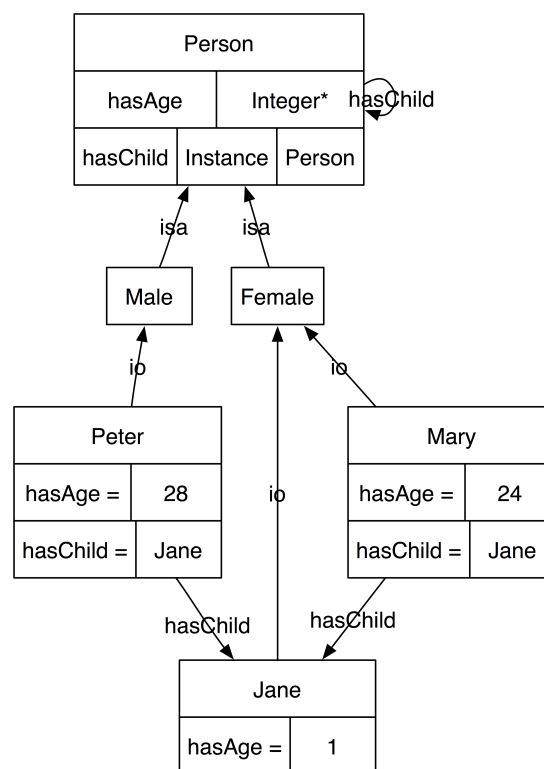 Person
hasAge Integer* hasChild
hasChild Instance Person
isa isa
Male Female
io io
Peter Mary
hasAge = 28 io hasAge = 24
hasChild = Jane hasChild = Jane
hasChild hasChild
Jane
hasAge = 1